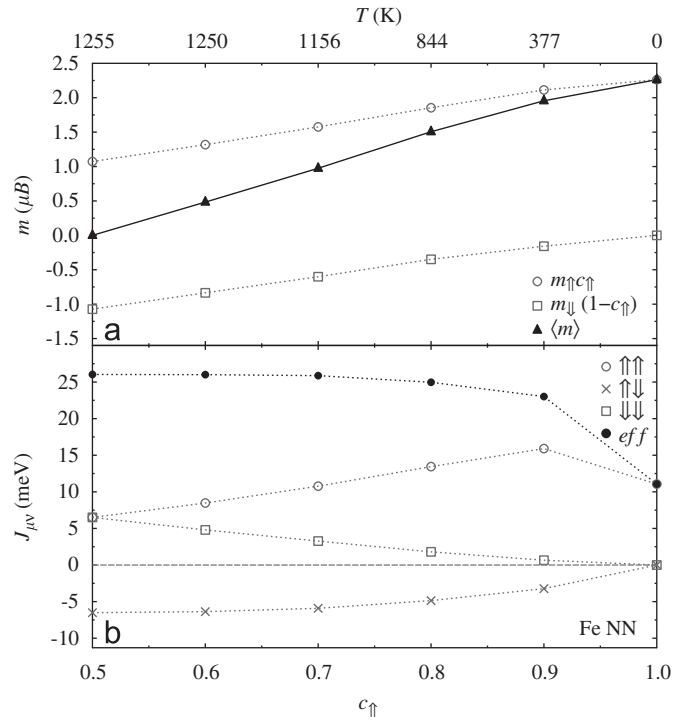 T (K)
1255 1250 1156 844 377 0
2.5
2.0
1.5
1.0
0.5
0.0
-0.5
-1.0
-1.5
m (μB)
m⇑c⇑
m⇓ (1−c⇑)
⟨m⟩
a
25
20
15
10
5
0
-5
-10
Jμν (meV)
⇑⇑
⇑⇓
⇓⇓
eff
b
Fe NN
0.5 0.6 0.7 0.8 0.9 1.0
c⇑